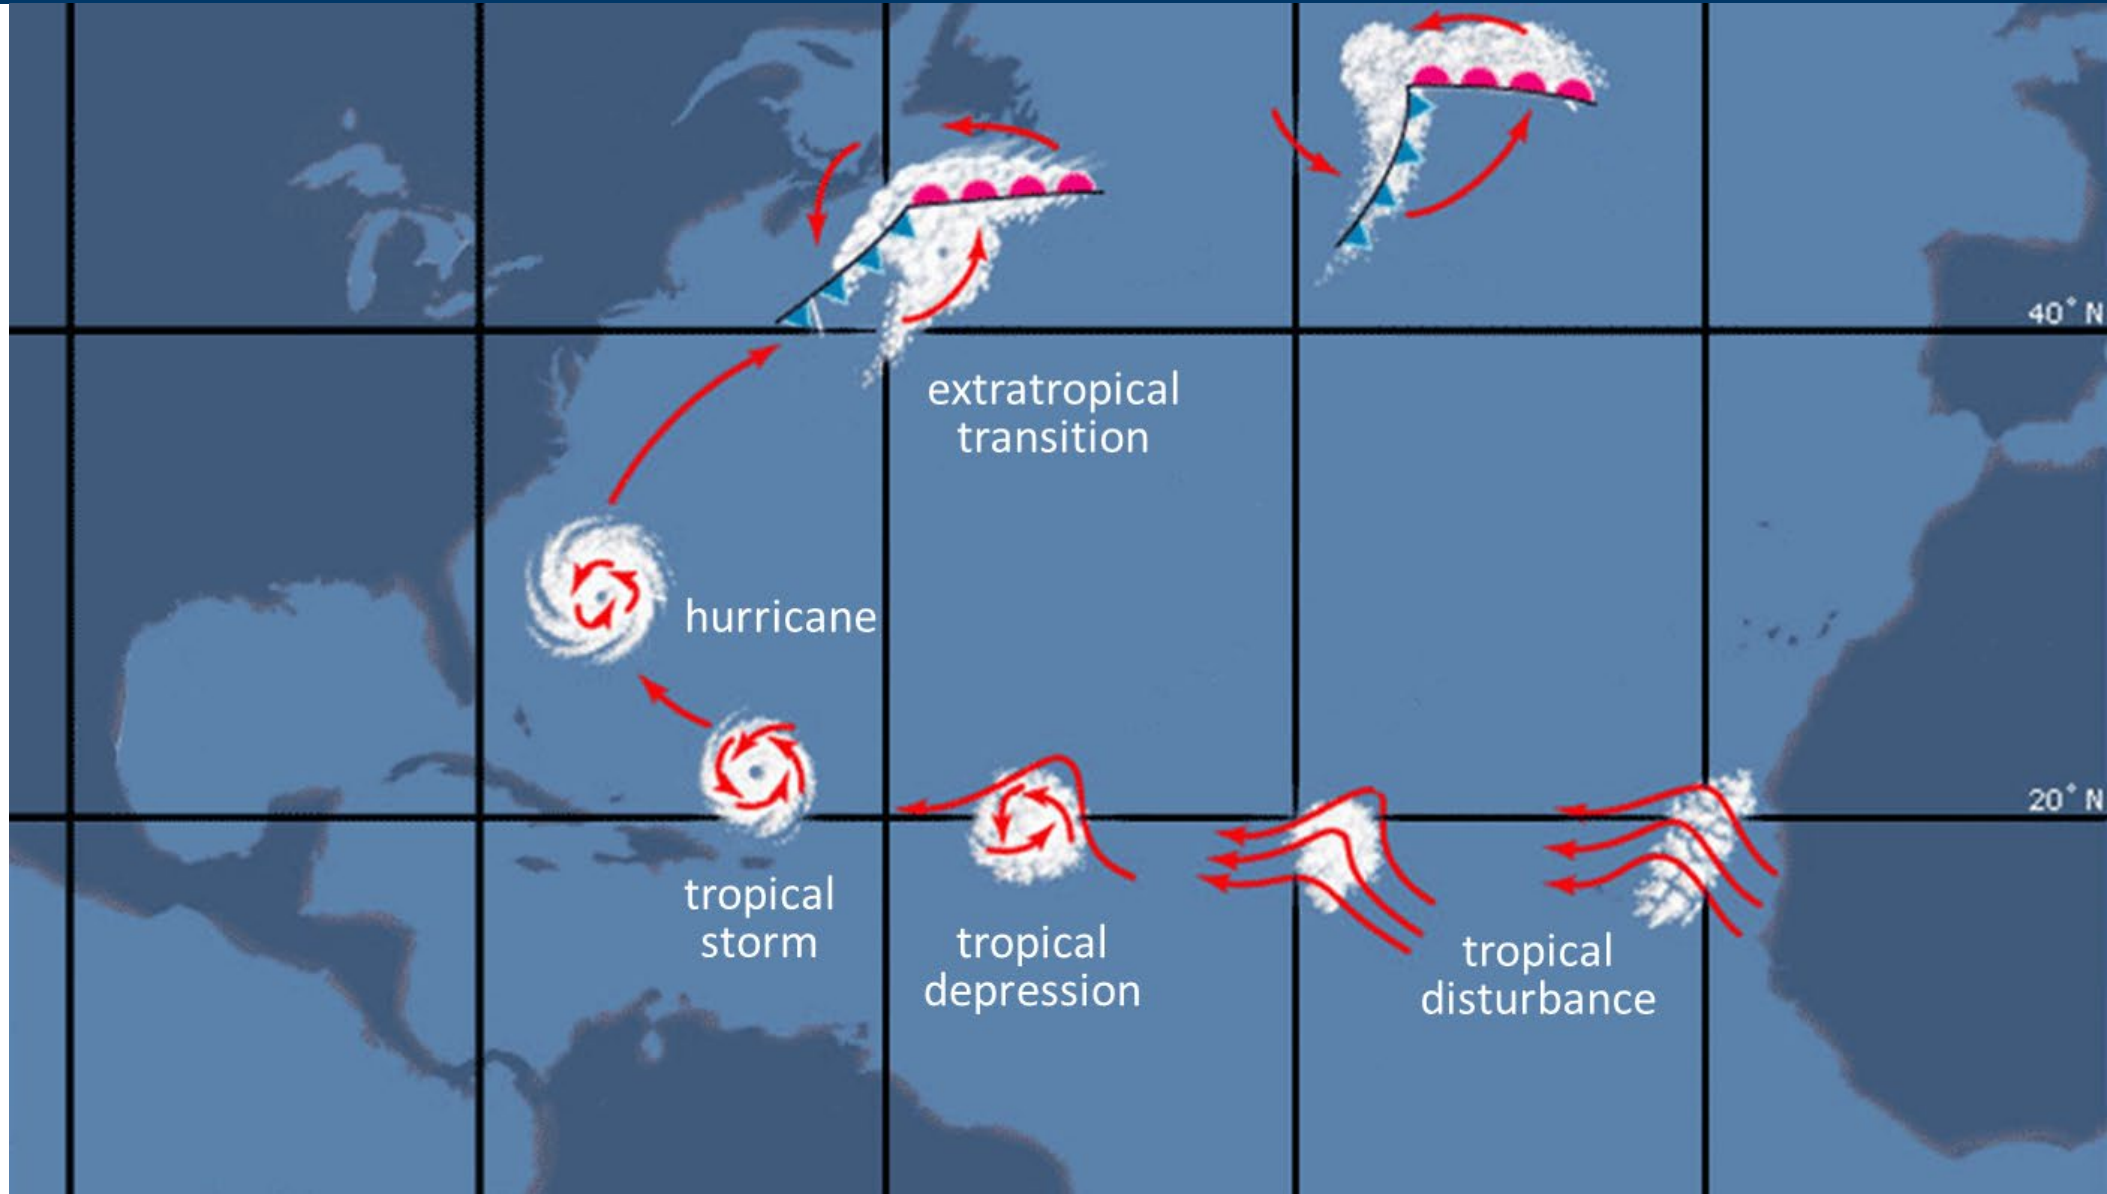 40° N
extratropical
transition
hurricane
20° N
tropical
storm
tropical
depression
tropical
disturbance